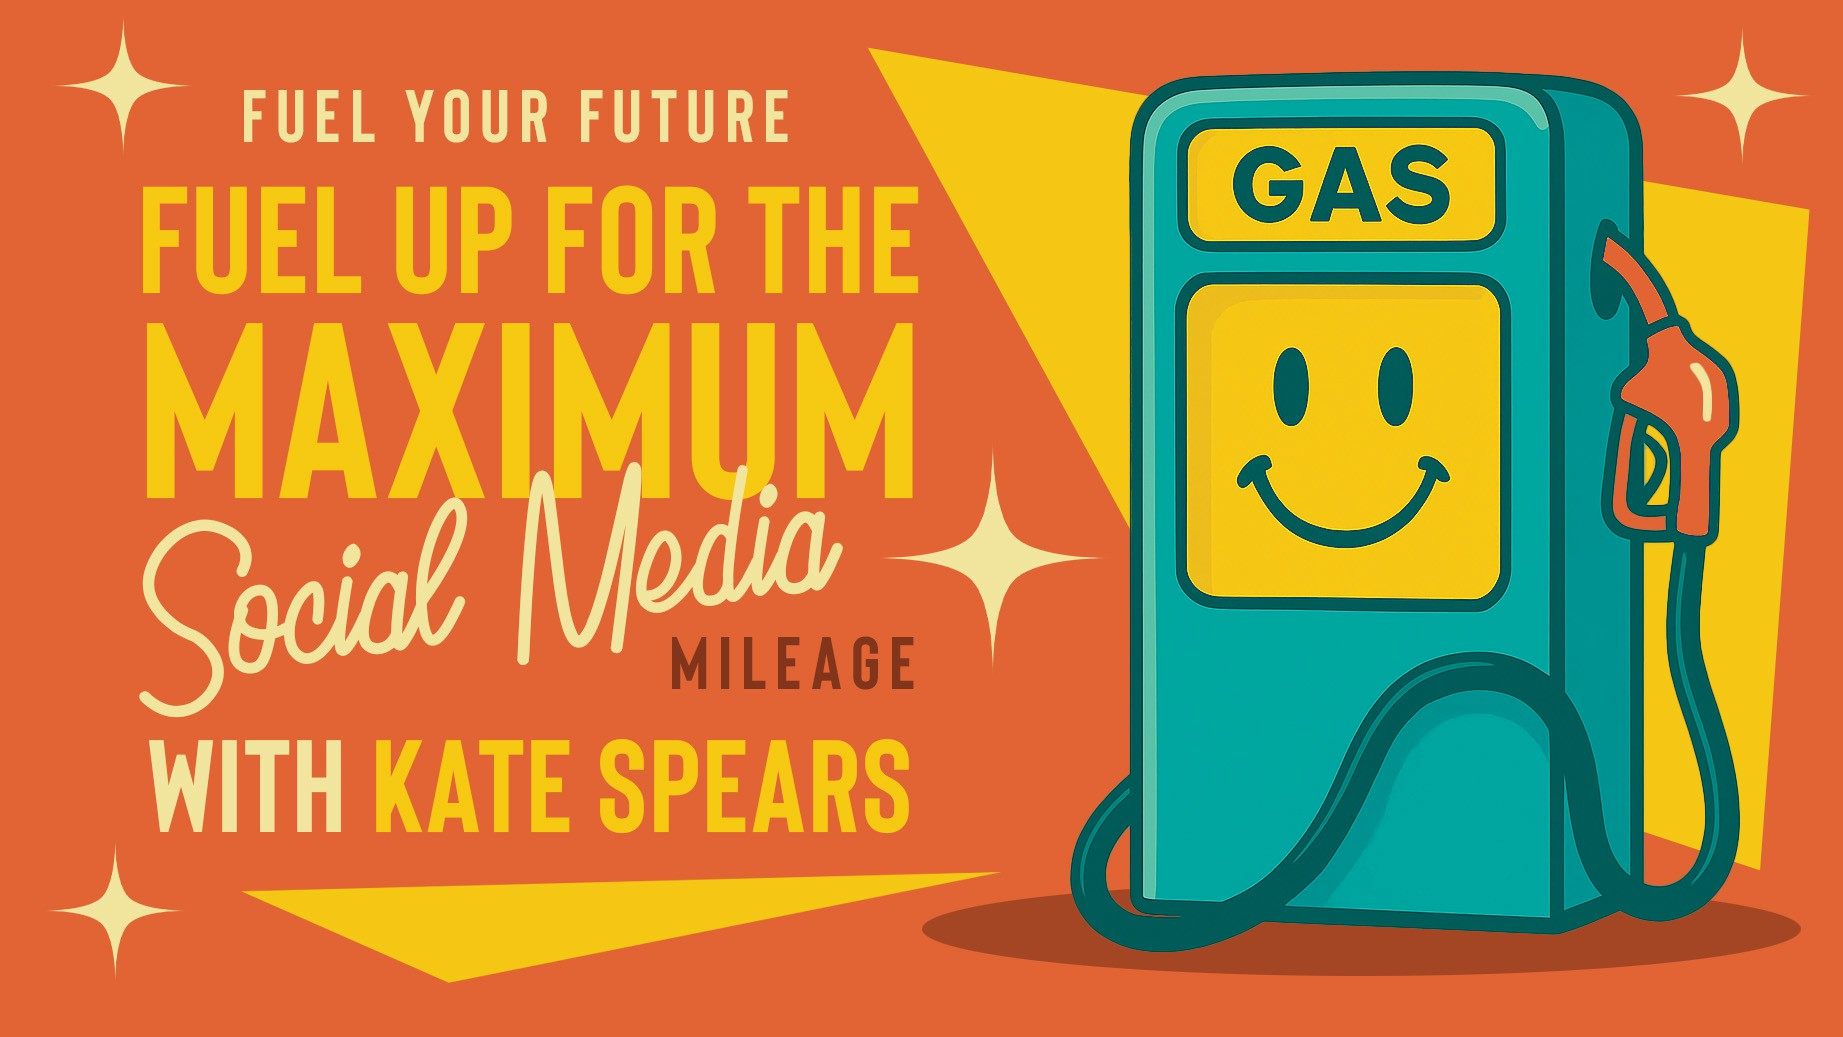 FUEL YOUR FUTURE
FUEL UP FOR THE
MAXIMUM
Social Media
MILEAGE
WITH KATE SPEARS
GAS